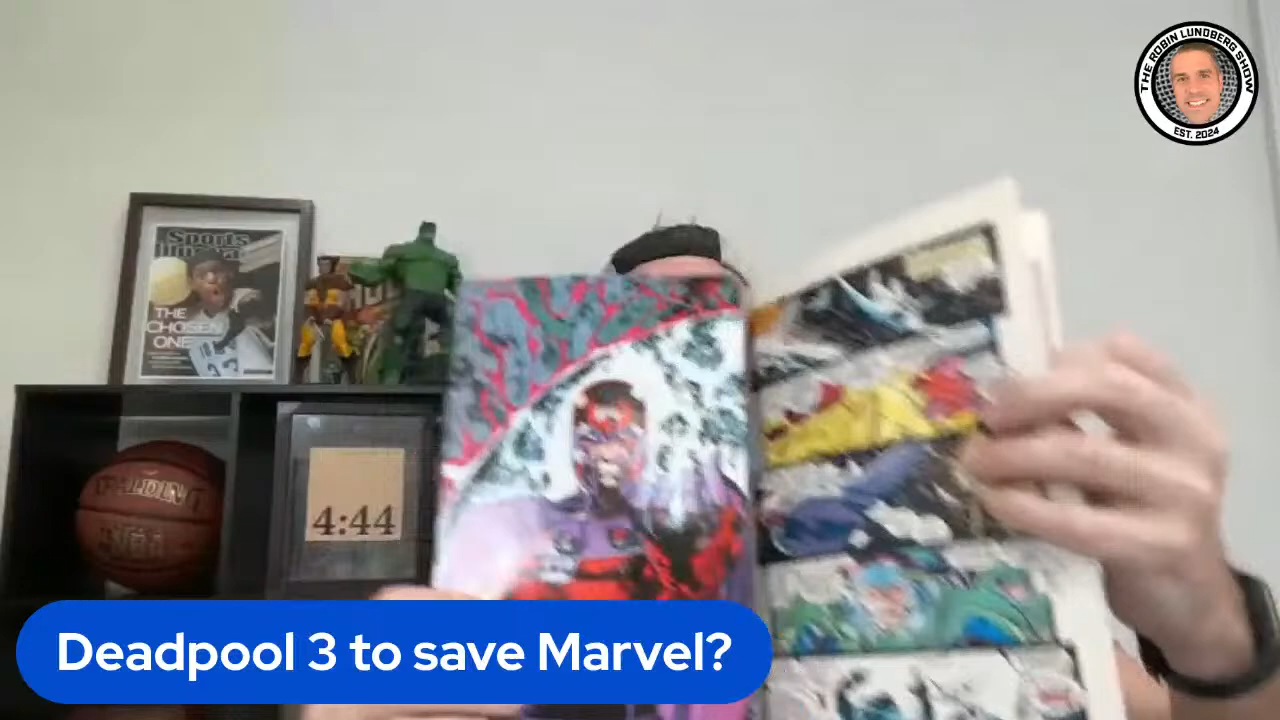 THE ROBIN LUNDBERG SHOW
EST. 2024
Sports
Illustrated
THE
CHOSEN
ONE
SPALDING
4:44
Deadpool 3 to save Marvel?